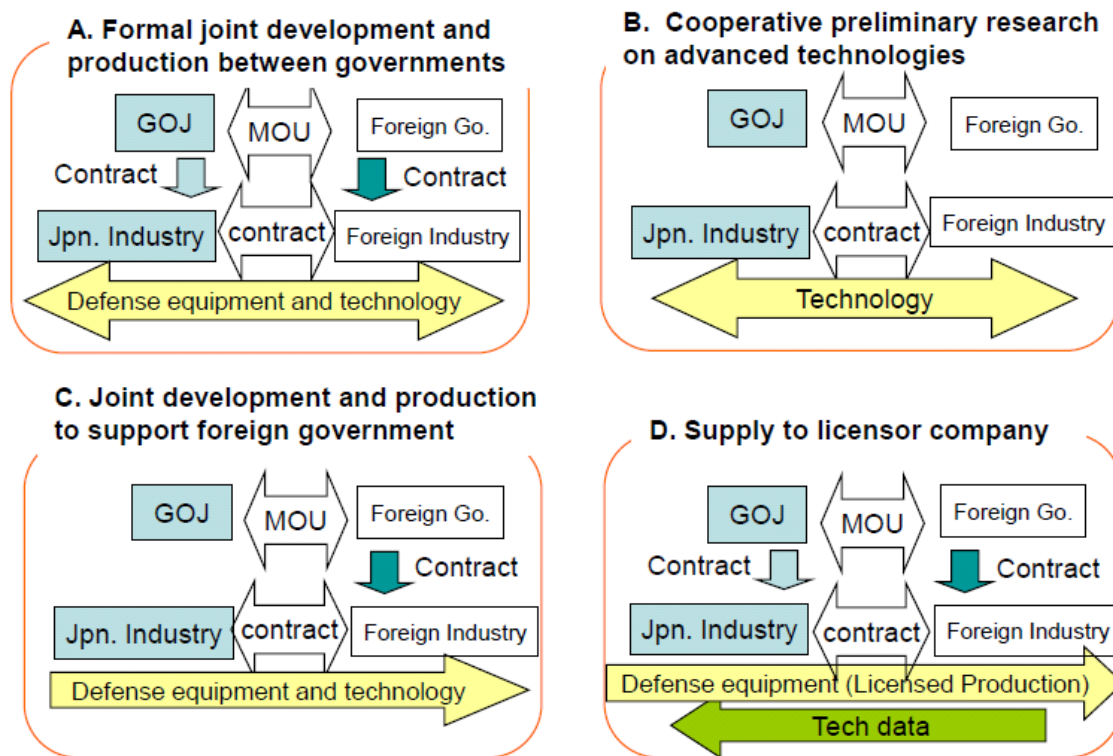 A. Formal joint development and
production between governments
GOJ
MOU
Foreign Go.
Contract
Contract
Jpn. Industry
contract
Foreign Industry
Defense equipment and technology
B. Cooperative preliminary research
on advanced technologies
GOJ
MOU
Foreign Go.
Jpn. Industry
contract
Foreign Industry
Technology
C. Joint development and production
to support foreign government
GOJ
MOU
Foreign Go.
Contract
Jpn. Industry
contract
Foreign Industry
Defense equipment and technology
D. Supply to licensor company
GOJ
MOU
Foreign Go.
Contract
Contract
Jpn. Industry
contract
Foreign Industry
Defense equipment (Licensed Production)
Tech data